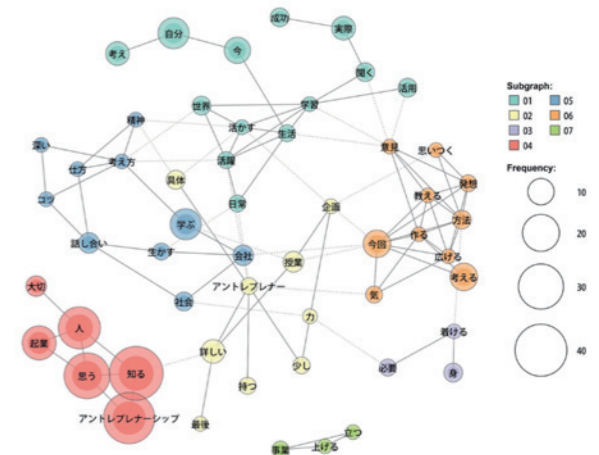 成功
実際
自分
考え
今
聞く
活用
世界
学習
精神
活かす
生活
深い
意見
思いつく
考え方
活躍
仕方
具体
発想
教える
コツ
日常
企画
方法
学ぶ
作る
話し合い
今回
生かす
会社
広げる
授業
考える
アントレプレナー
大切
社会
気
力
人
着ける
起業
詳しい
少し
必要
身
思う
知る
持つ
アントレプレナーシップ
最後
立つ
事業
上げる
Subgraph:
01 05
02 06
03 07
04
Frequency:
10
20
30
40